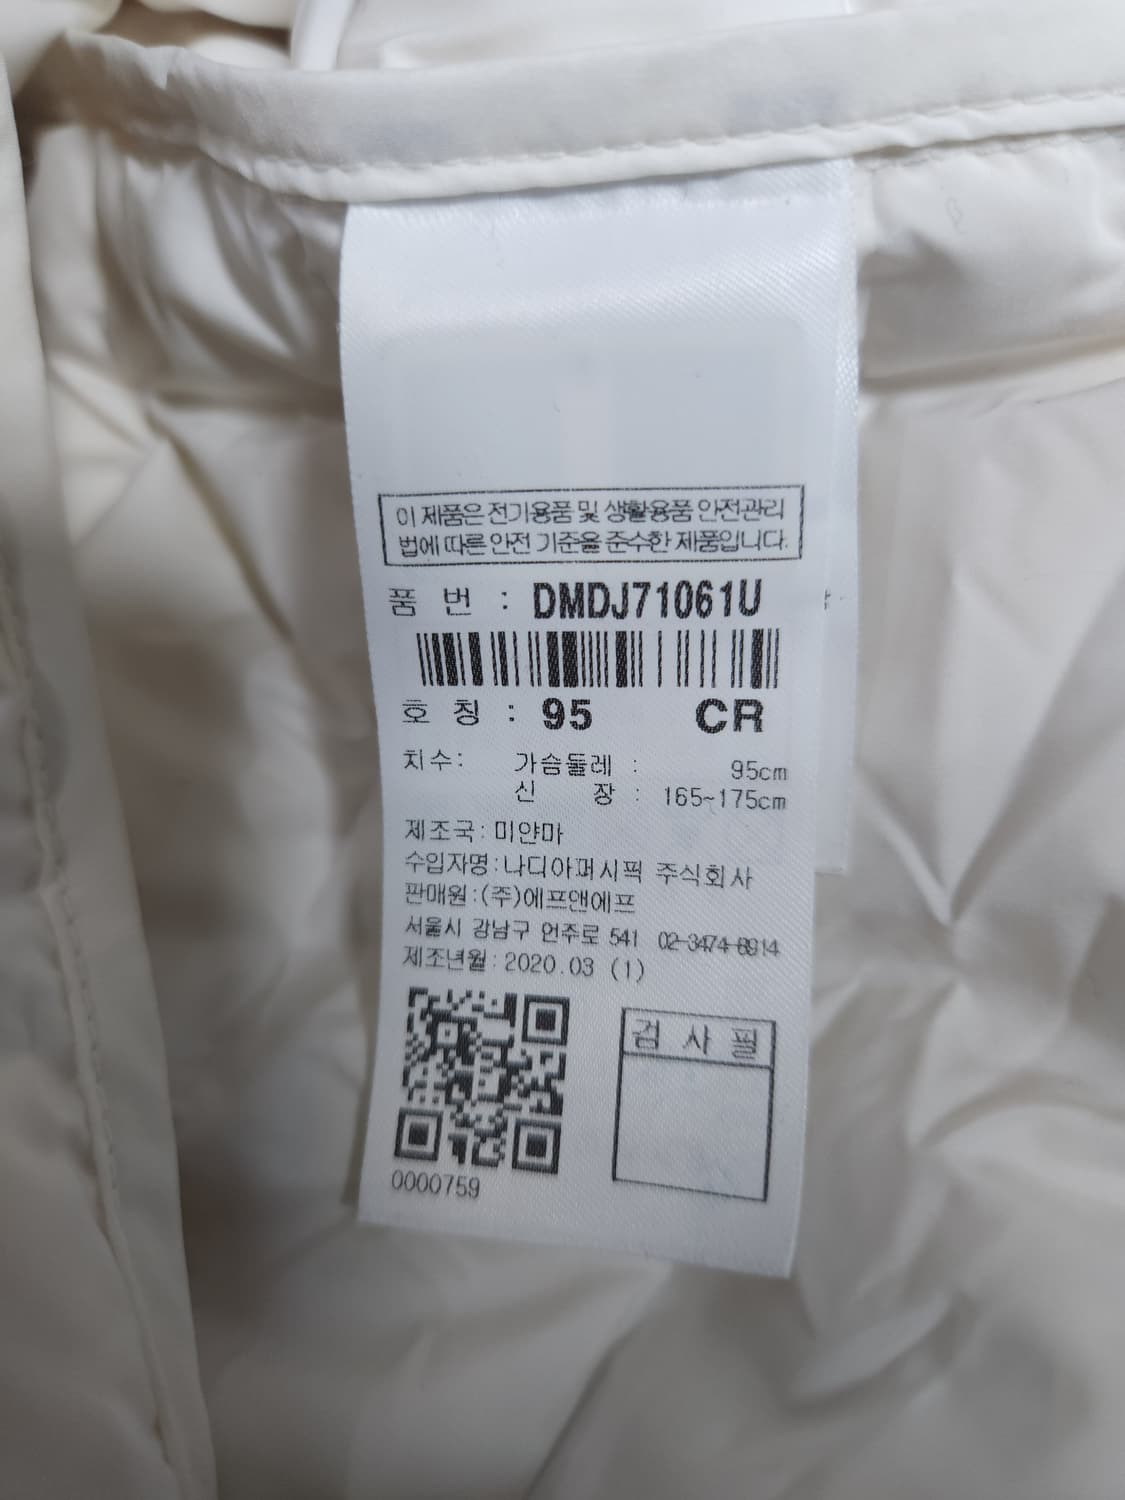 이 제품은 전기용품 및 생활용품 안전관리
법에 따른 안전 기준을 준수한 제품입니다.
품 번 : DMDJ71061U
호 칭 : 95 CR
치수: 가슴둘레 : 95cm
신 장 : 165~175cm
제조국: 미얀마
수입자명:나디아퍼시픽 주식회사
판매원:(주)에프앤에프
서울시 강남구 언주로 541 02-3474-8914
제조년월:2020.03 (1)
검 사 필
0000759